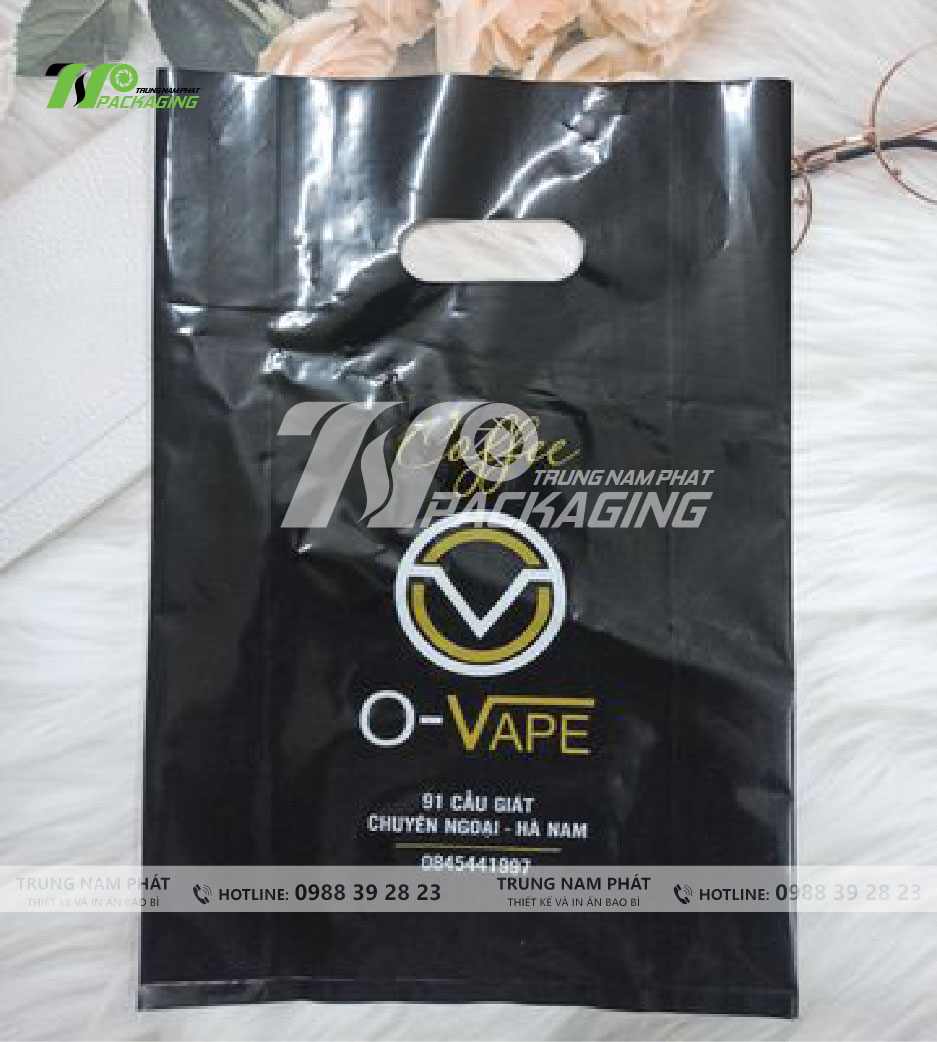 TRUNG NAM PHAT
PACKAGING
Coffee
TRUNG NAM PHAT
PACKAGING
V
O-VAPE
91 CẦU GIÁT
CHUYÊN NGOẠI - HÀ NAM
0845441997
TRUNG NAM PHÁT
THIẾT KẾ VÀ IN ẤN BAO BÌ
HOTLINE: 0988 39 28 23
TRUNG NAM PHÁT
THIẾT KẾ VÀ IN ẤN BAO BÌ
HOTLINE: 0988 39 28 23